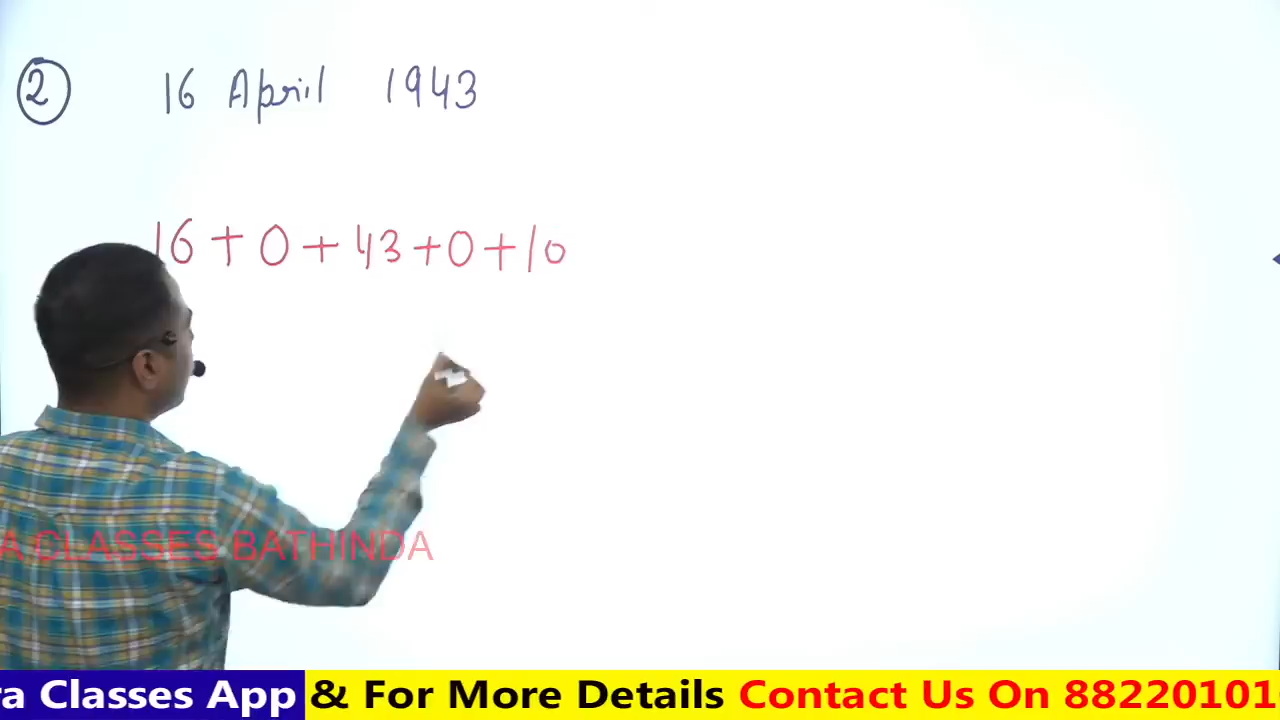 2 16 April 1943
16 + 0 + 43 + 0 + 10
A CLASSES BATHINDA
ra Classes App & For More Details Contact Us On 88220101